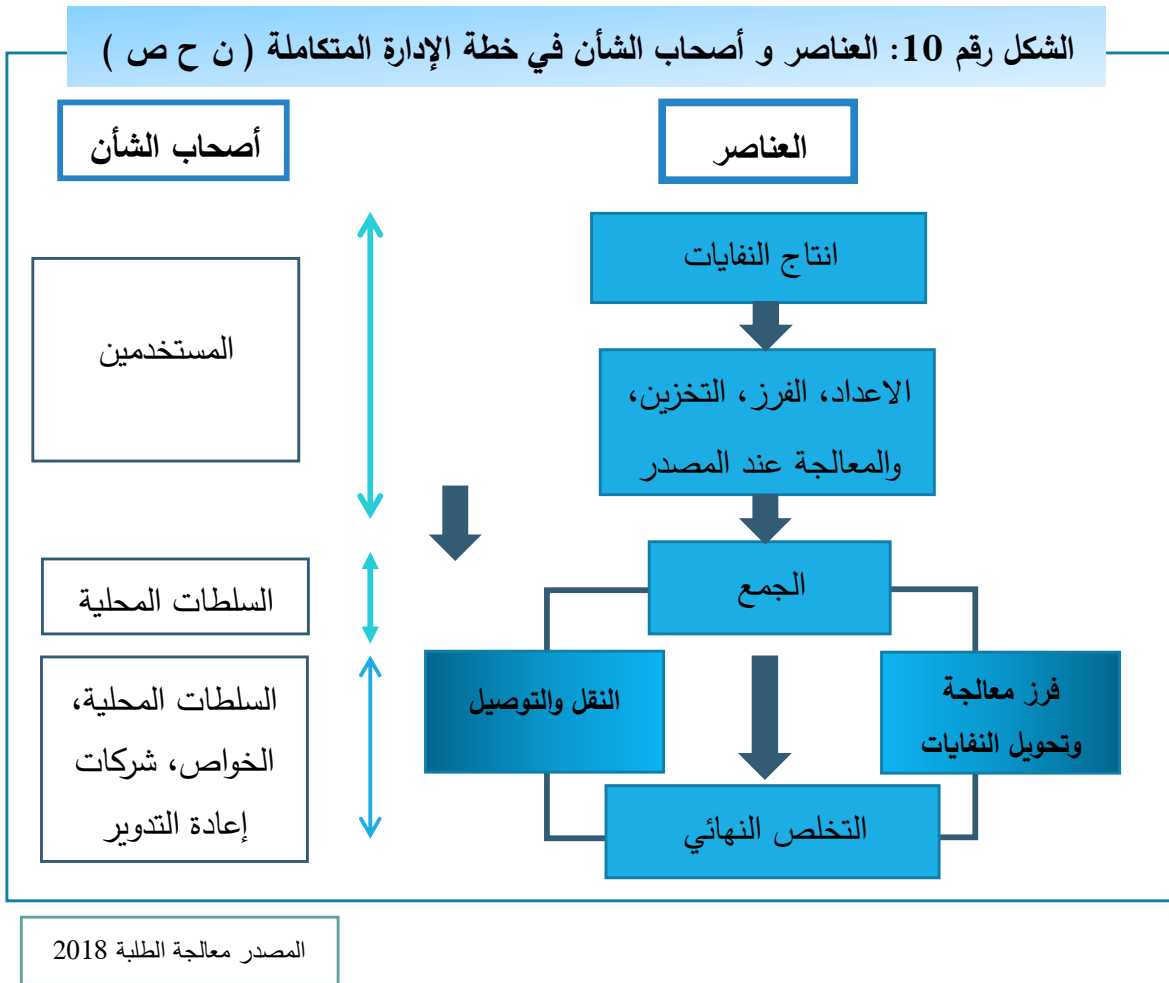 الشكل رقم 10: العناصر و أصحاب الشأن في خطة الإدارة المتكاملة ( ن ح ص )
العناصر
أصحاب الشأن
انتاج النفايات
المستخدمين
الاعداد، الفرز، التخزين،
والمعالجة عند المصدر
الجمع
السلطات المحلية
فرز معالجة
وتحويل النفايات
النقل والتوصيل
السلطات المحلية،
الخواص، شركات
إعادة التدوير
التخلص النهائي
المصدر معالجة الطلبة 2018